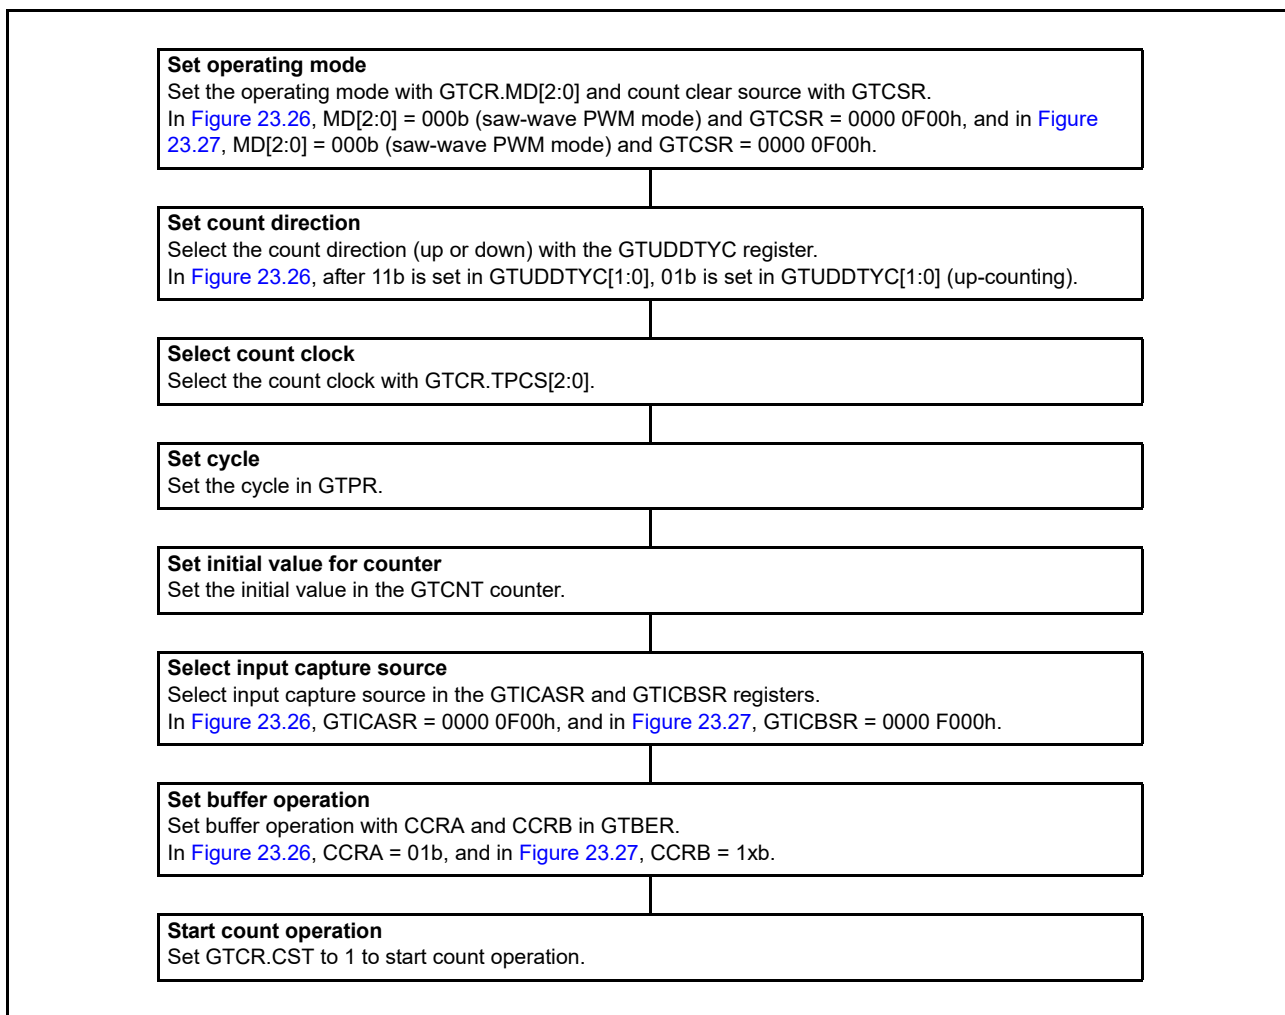 Set operating mode
Set the operating mode with GTCR.MD[2:0] and count clear source with GTCSR.
In Figure 23.26, MD[2:0] = 000b (saw-wave PWM mode) and GTCSR = 0000 0F00h, and in Figure
23.27, MD[2:0] = 000b (saw-wave PWM mode) and GTCSR = 0000 0F00h.
Set count direction
Select the count direction (up or down) with the GTUDDTYC register.
In Figure 23.26, after 11b is set in GTUDDTYC[1:0], 01b is set in GTUDDTYC[1:0] (up-counting).
Select count clock
Select the count clock with GTCR.TPCS[2:0].
Set cycle
Set the cycle in GTPR.
Set initial value for counter
Set the initial value in the GTCNT counter.
Select input capture source
Select input capture source in the GTICASR and GTICBSR registers.
In Figure 23.26, GTICASR = 0000 0F00h, and in Figure 23.27, GTICBSR = 0000 F000h.
Set buffer operation
Set buffer operation with CCRA and CCRB in GTBER.
In Figure 23.26, CCRA = 01b, and in Figure 23.27, CCRB = 1xb.
Start count operation
Set GTCR.CST to 1 to start count operation.